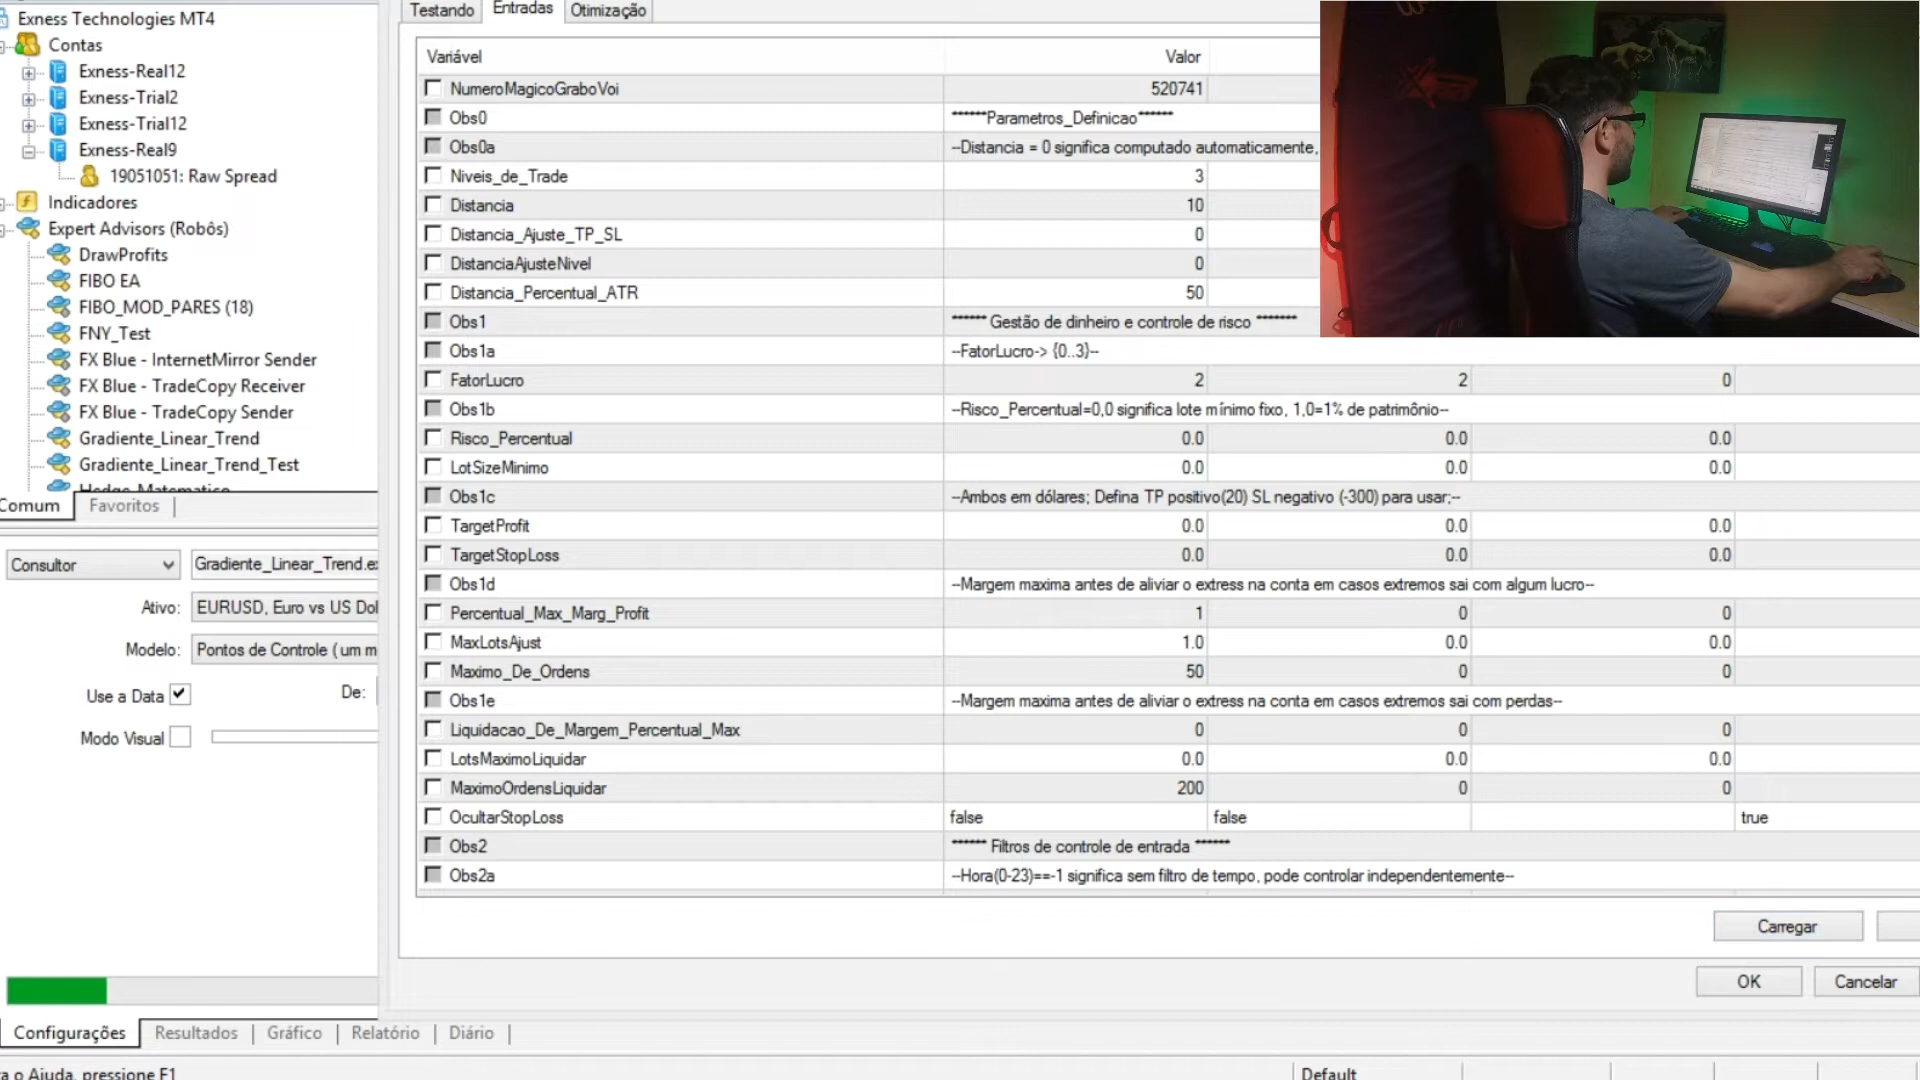 Exness Technologies MT4
Contas
Exness-Real12
Exness-Trial2
Exness-Trial12
Exness-Real9
19051051: Raw Spread
Indicadores
Expert Advisors (Robôs)
DrawProfits
FIBO EA
FIBO_MOD_PARES (18)
FNY_Test
FX Blue - InternetMirror Sender
FX Blue - TradeCopy Receiver
FX Blue - TradeCopy Sender
Gradiente_Linear_Trend
Gradiente_Linear_Trend_Test
Hedge_Matematico
Comum Favoritos
Consultor Gradiente_Linear_Trend.ex
Ativo: EURUSD, Euro vs US Dol
Modelo: Pontos de Controle ( um m
Use a Data De:
Modo Visual
Testando Entradas Otimização
Variável Valor
NumeroMagicoGraboVoi 520741
Obs0 ******Parametros_Definicao******
Obs0a --Distancia = 0 significa computado automaticamente,
Niveis_de_Trade 3
Distancia 10
Distancia_Ajuste_TP_SL 0
DistanciaAjusteNivel 0
Distancia_Percentual_ATR 50
Obs1 ****** Gestão de dinheiro e controle de risco *******
Obs1a --FatorLucro-> {0..3}--
FatorLucro 2 2 0
Obs1b --Risco_Percentual=0,0 significa lote mínimo fixo, 1,0=1% de patrimônio--
Risco_Percentual 0.0 0.0 0.0
LotSizeMinimo 0.0 0.0 0.0
Obs1c --Ambos em dólares; Defina TP positivo(20) SL negativo (-300) para usar;--
TargetProfit 0.0 0.0 0.0
TargetStopLoss 0.0 0.0 0.0
Obs1d --Margem maxima antes de aliviar o extress na conta em casos extremos sai com algum lucro--
Percentual_Max_Marg_Profit 1 0 0
MaxLotsAjust 1.0 0.0 0.0
Maximo_De_Ordens 50 0 0
Obs1e --Margem maxima antes de aliviar o extress na conta em casos extremos sai com perdas--
Liquidacao_De_Margem_Percentual_Max 0 0 0
LotsMaximoLiquidar 0.0 0.0 0.0
MaximoOrdensLiquidar 200 0 0
OcultarStopLoss false false true
Obs2 ****** Filtros de controle de entrada ******
Obs2a --Hora(0-23)==-1 significa sem filtro de tempo, pode controlar independentemente--
Carregar
OK Cancelar
Configurações Resultados Gráfico Relatório Diário
a o Ajuda, pressione F1 Default